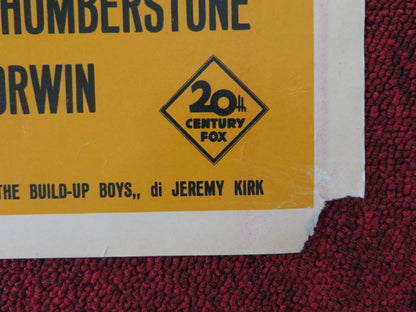 HUMBERSTONE
ORWIN
20th
CENTURY
FOX
THE BUILD-UP BOYS,, di JEREMY KIRK